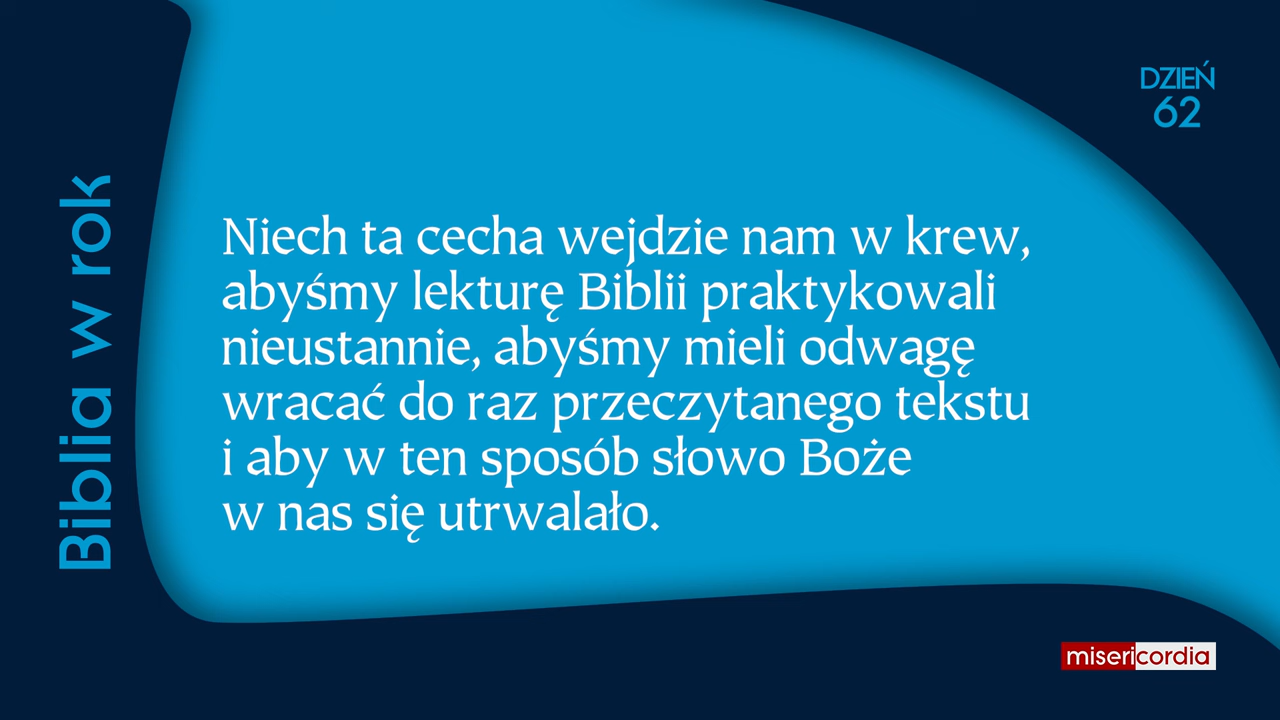 DZIEŃ
62
Biblia w rok
Niech ta cecha wejdzie nam w krew,
abyśmy lekturę Biblii praktykowali
nieustannie, abyśmy mieli odwagę
wracać do raz przeczytanego tekstu
i aby w ten sposób słowo Boże
w nas się utrwalało.
misericordia